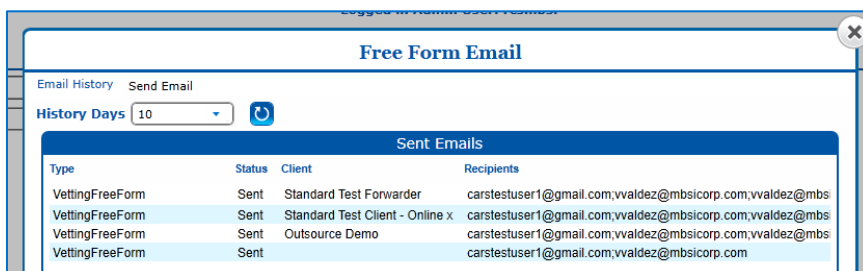 Free Form Email
Email History Send Email
History Days 10
Sent Emails
Type Status Client Recipients
VettingFreeForm Sent Standard Test Forwarder carstestuser1@gmail.com;vvaldez@mbsicorp.com;vvaldez@mbsi
VettingFreeForm Sent Standard Test Client - Online x carstestuser1@gmail.com;vvaldez@mbsicorp.com;vvaldez@mbsi
VettingFreeForm Sent Outsource Demo carstestuser1@gmail.com;vvaldez@mbsicorp.com;vvaldez@mbsi
VettingFreeForm Sent carstestuser1@gmail.com;vvaldez@mbsicorp.com